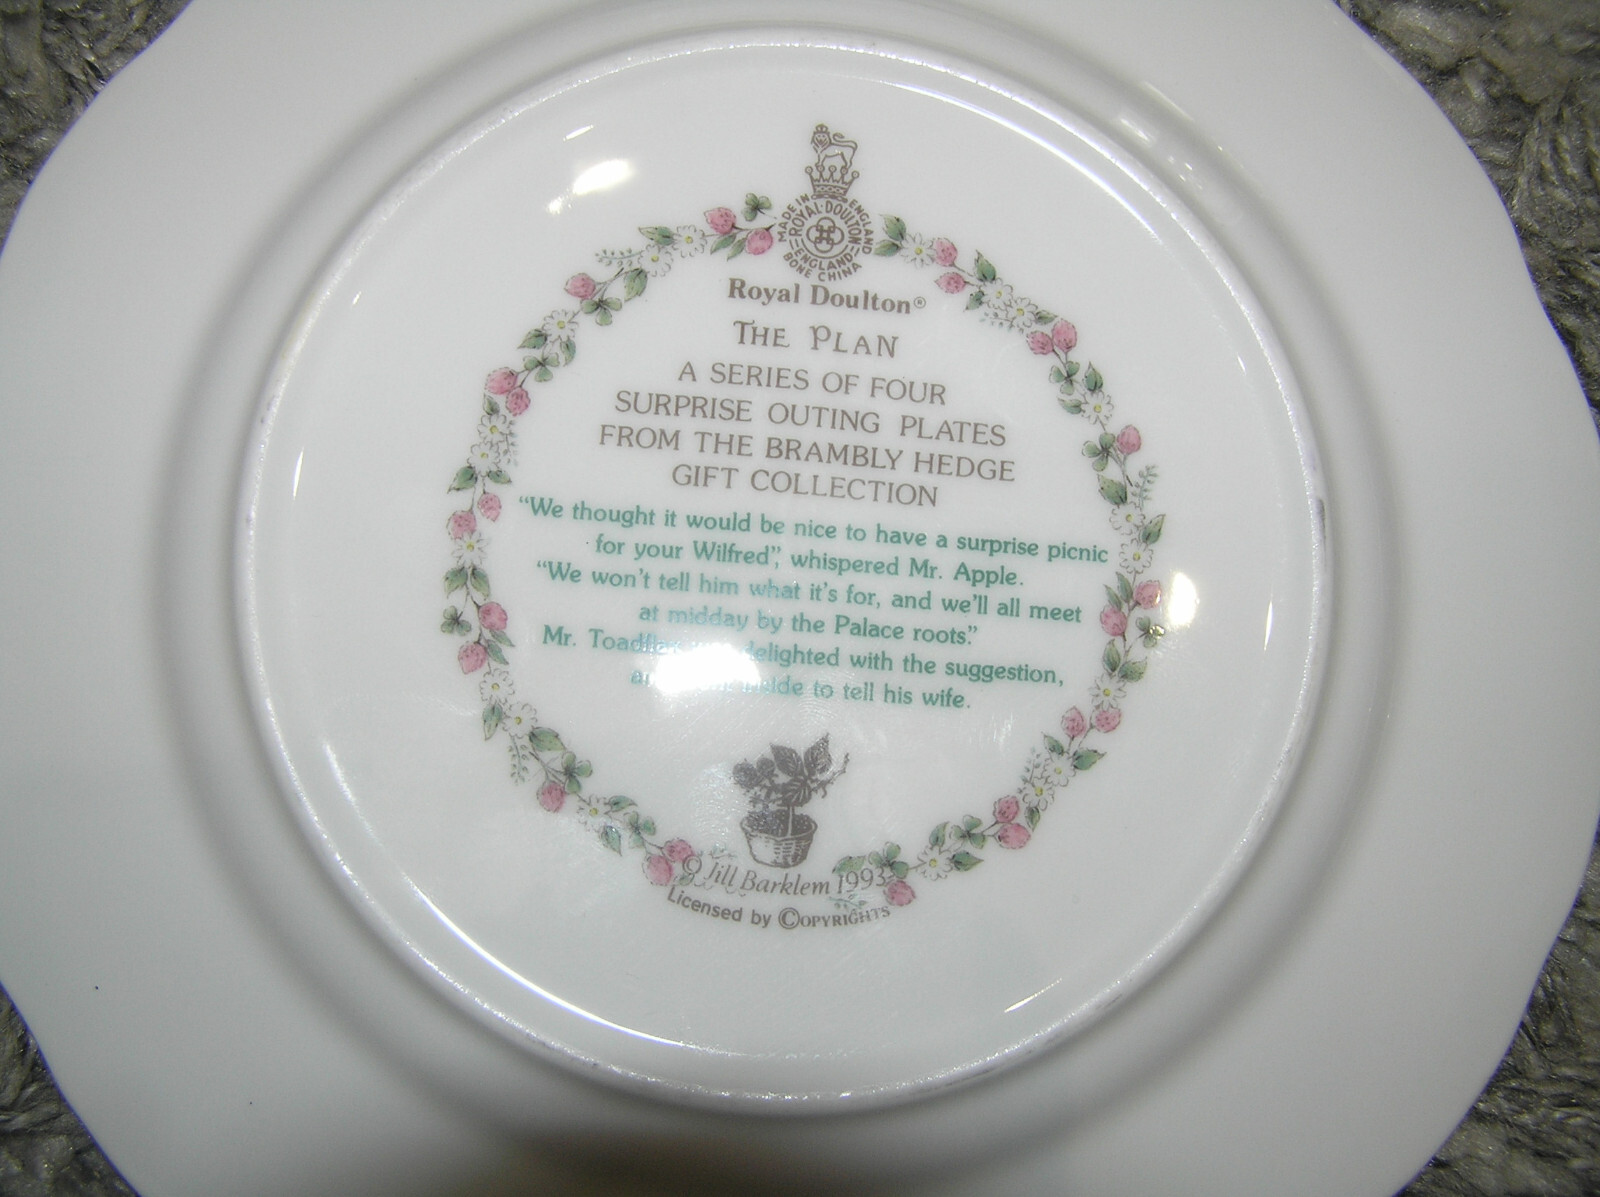 MADE IN ENGLAND
ROYAL·DOULTON
ENGLAND
BONE CHINA
Royal Doulton®
THE PLAN
A SERIES OF FOUR
SURPRISE OUTING PLATES
FROM THE BRAMBLY HEDGE
GIFT COLLECTION
“We thought it would be nice to have a surprise picnic
for your Wilfred”, whispered Mr. Apple.
“We won't tell him what it's for, and we'll all meet
at midday by the Palace roots.”
Mr. Toadflax delighted with the suggestion,
to tell his wife.
© Jill Barklem 1993
Licensed by ©OPYRIGHTS